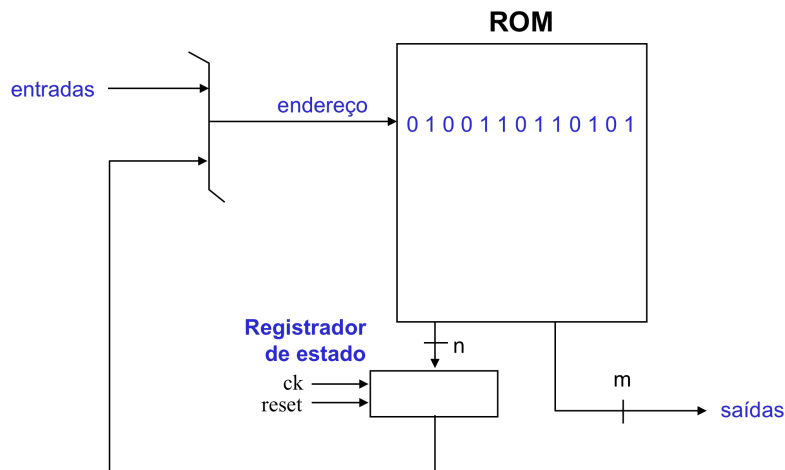 ROM
entradas
endereço
0 1 0 0 1 1 0 1 1 0 1 0 1
Registrador
de estado
n
ck
reset
m
saídas